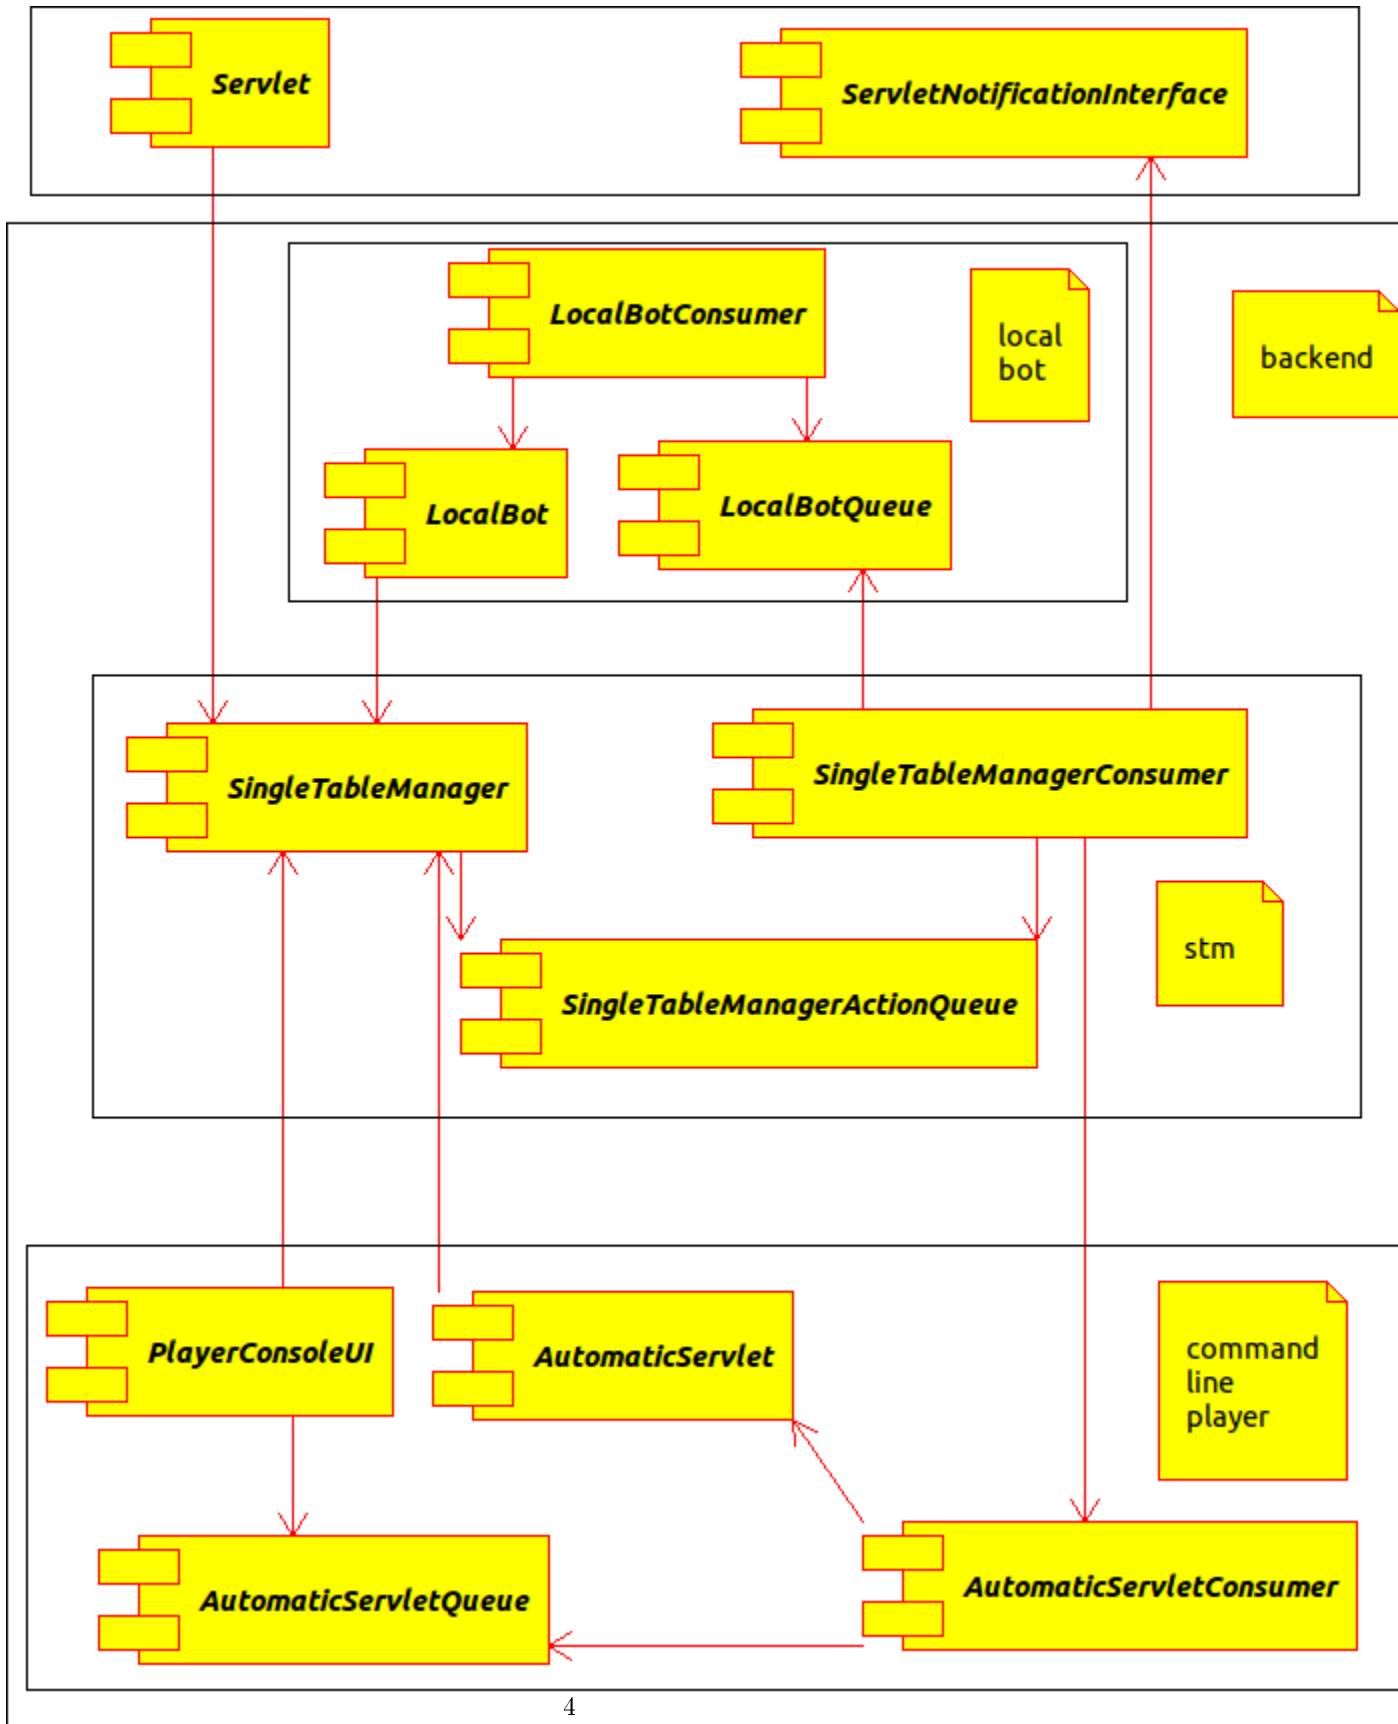 Servlet
ServletNotificationInterface
LocalBotConsumer
local
bot
backend
LocalBot
LocalBotQueue
SingleTableManager
SingleTableManagerConsumer
stm
SingleTableManagerActionQueue
PlayerConsoleUI
AutomaticServlet
command
line
player
AutomaticServletQueue
AutomaticServletConsumer
4